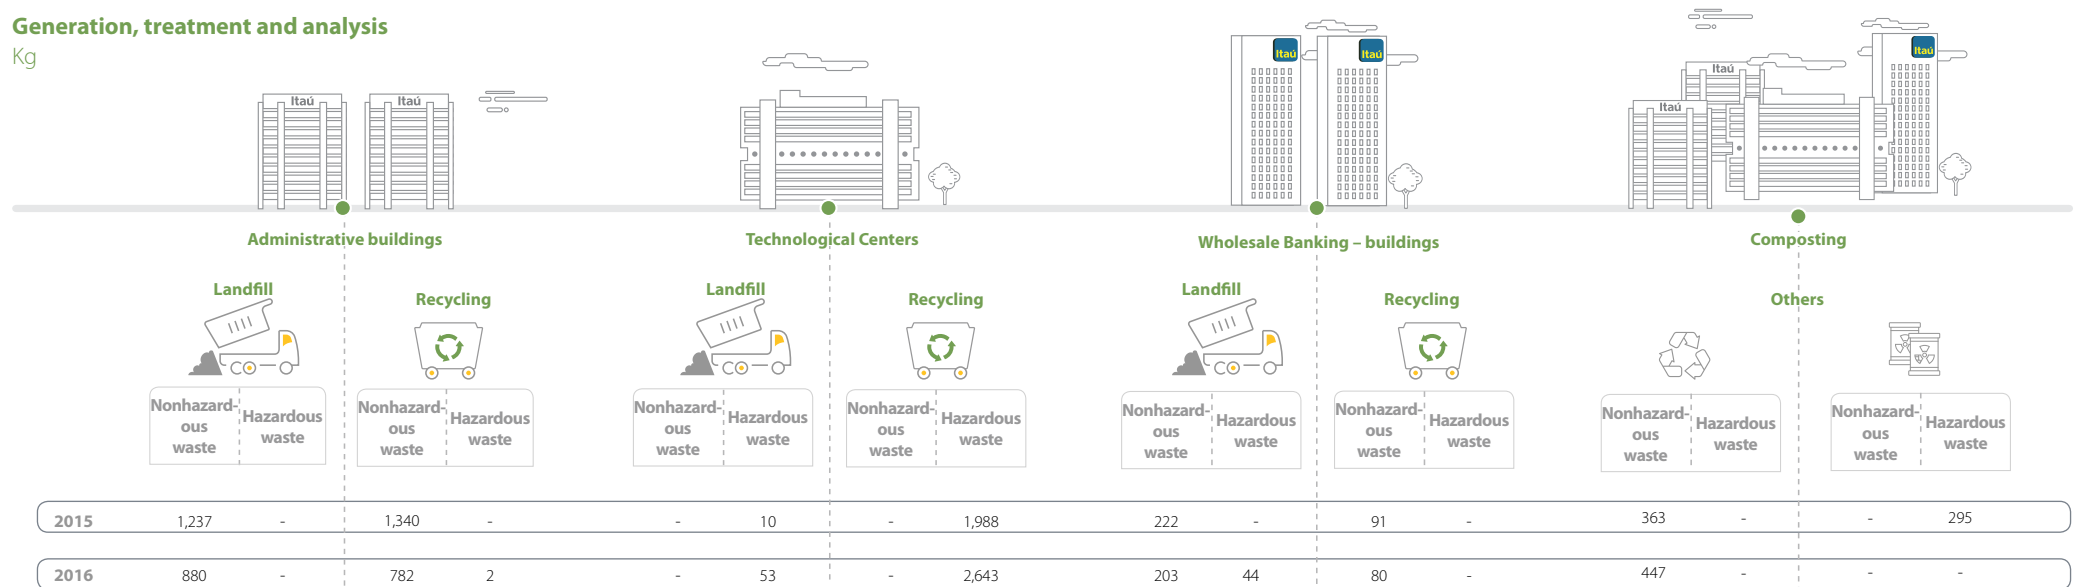 Generation, treatment and analysis
Kg
Itaú
Itaú
Itaú
Itaú
Itaú
Itaú
Itaú
Administrative buildings
Technological Centers
Wholesale Banking – buildings
Composting
Landfill
Recycling
Landfill
Recycling
Landfill
Recycling
Others
Nonhazard-
ous
waste
Hazardous
waste
Nonhazard-
ous
waste
Hazardous
waste
Nonhazard-
ous
waste
Hazardous
waste
Nonhazard-
ous
waste
Hazardous
waste
Nonhazard-
ous
waste
Hazardous
waste
Nonhazard-
ous
waste
Hazardous
waste
Nonhazard-
ous
waste
Hazardous
waste
Nonhazard-
ous
waste
Hazardous
waste
2015 1,237 - 1,340 - - 10 - 1,988 222 - 91 - 363 - - 295
2016 880 - 782 2 - 53 - 2,643 203 44 80 - 447 - - -